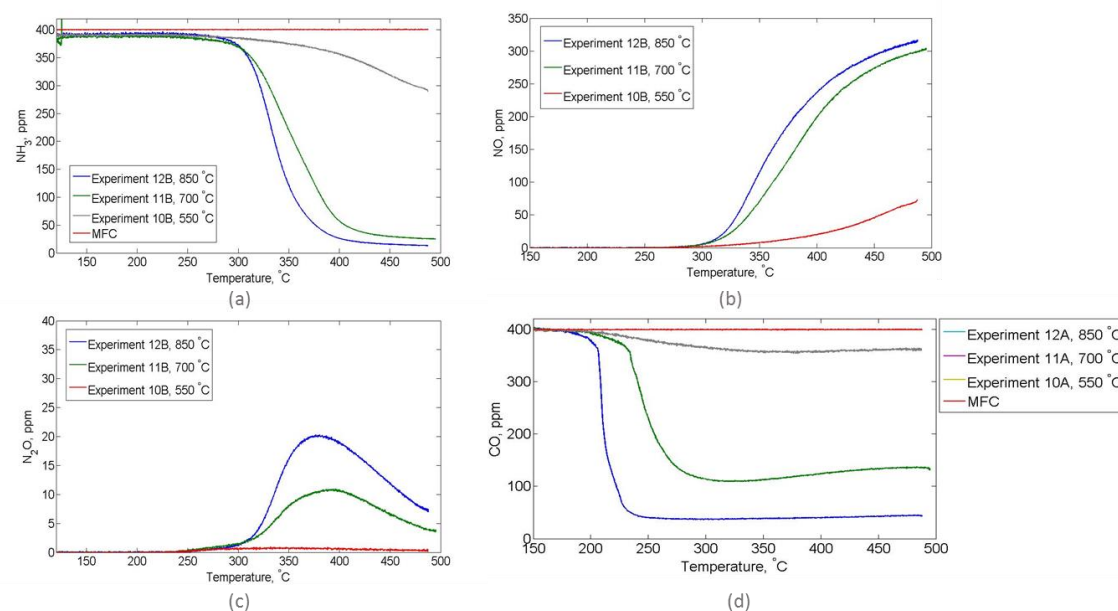 400
350
300
250
200
150
100
50
0
NH3, ppm
Experiment 12B, 850 °C
Experiment 11B, 700 °C
Experiment 10B, 550 °C
MFC
150 200 250 300 350 400 450 500
Temperature, °C
(a)
350
300
250
200
150
100
50
0
NO, ppm
Experiment 12B, 850 °C
Experiment 11B, 700 °C
Experiment 10B, 550 °C
150 200 250 300 350 400 450 500
Temperature, °C
(b)
40
35
30
25
20
15
10
5
0
N2O, ppm
Experiment 12B, 850 °C
Experiment 11B, 700 °C
Experiment 10B, 550 °C
150 200 250 300 350 400 450 500
Temperature, °C
(c)
400
300
200
100
0
CO, ppm
150 200 250 300 350 400 450 500
Temperature, °C
Experiment 12A, 850 °C
Experiment 11A, 700 °C
Experiment 10A, 550 °C
MFC
(d)